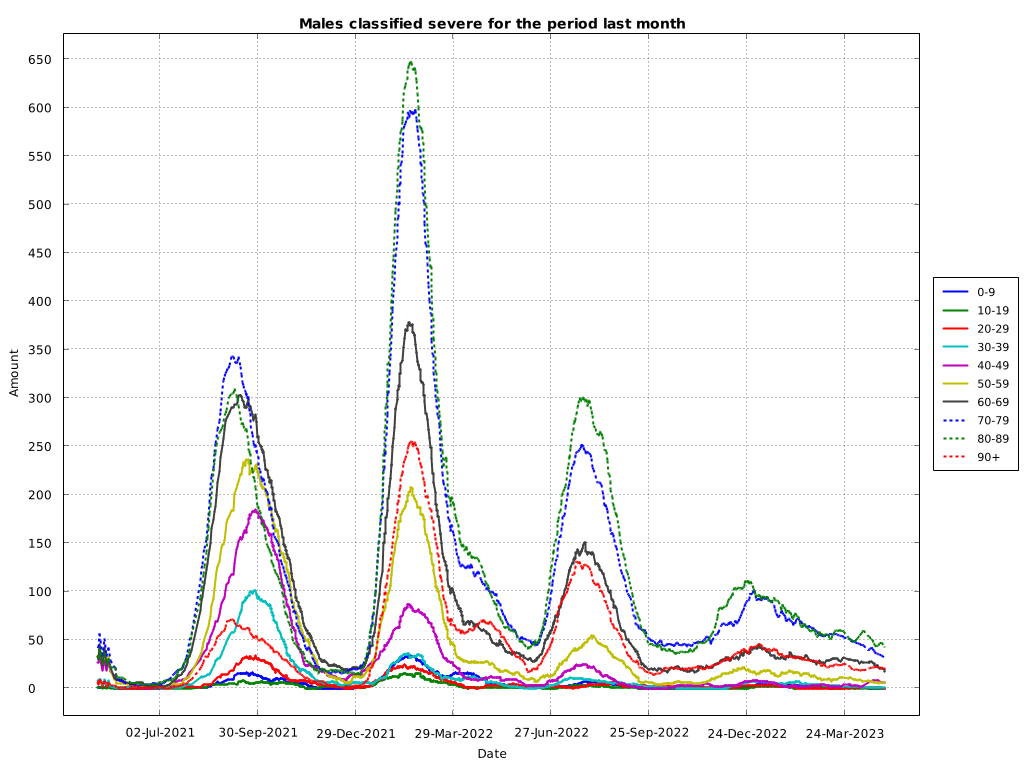 Males classified severe for the period last month
650
600
550
500
450
400
350
300
250
200
150
100
50
0
Amount
02-Jul-2021
30-Sep-2021
29-Dec-2021
29-Mar-2022
27-Jun-2022
25-Sep-2022
24-Dec-2022
24-Mar-2023
Date
0-9
10-19
20-29
30-39
40-49
50-59
60-69
70-79
80-89
90+